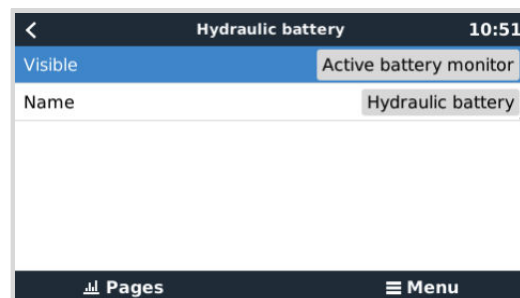 Hydraulic battery 10:51
Visible Active battery monitor
Name Hydraulic battery
Pages Menu